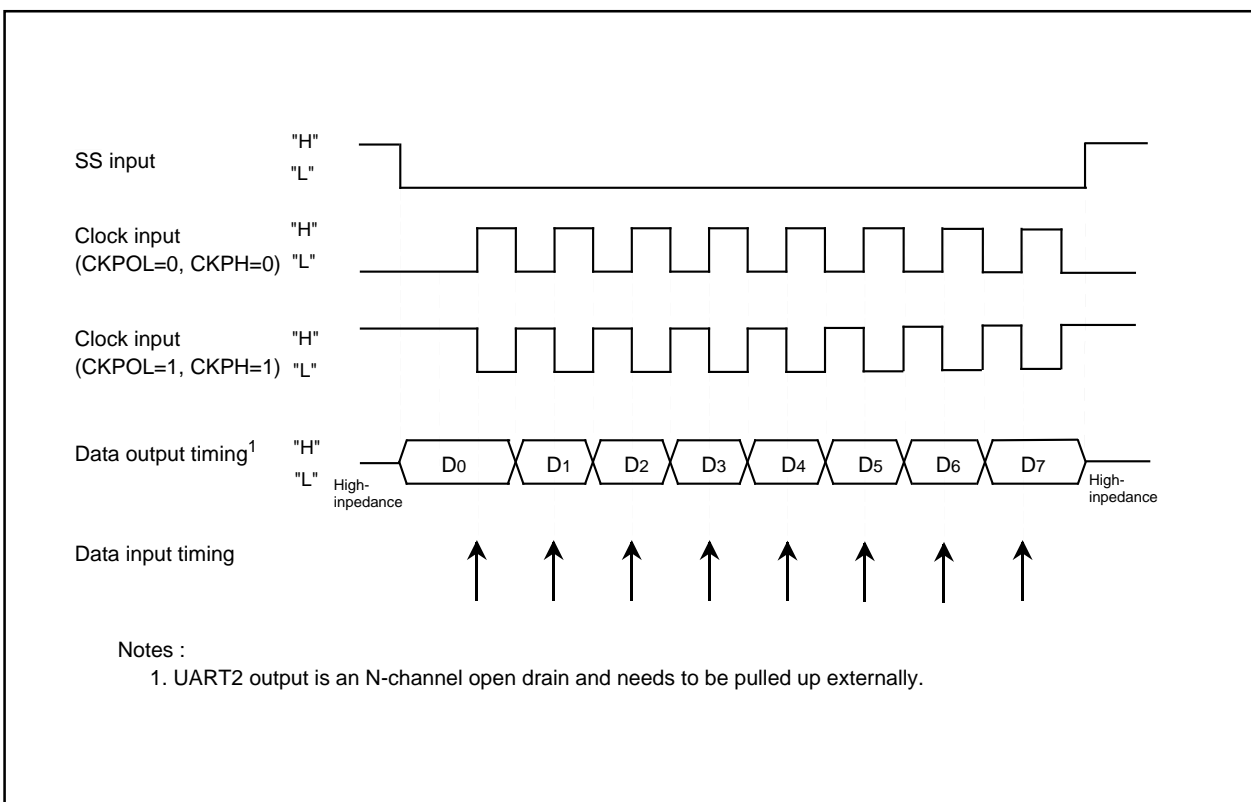 SS input "H"
"L"
Clock input "H"
(CKPOL=0, CKPH=0) "L"
Clock input "H"
(CKPOL=1, CKPH=1) "L"
Data output timing1 "H"
"L"
High-
inpedance
D0 D1 D2 D3 D4 D5 D6 D7
High-
inpedance
Data input timing
Notes :
1. UART2 output is an N-channel open drain and needs to be pulled up externally.